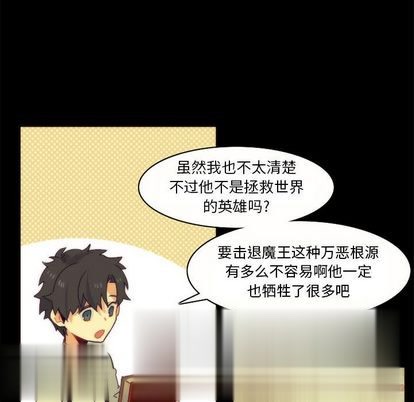 虽然我也不太清楚
不过他不是拯救世界
的英雄吗?
要击退魔王这种万恶根源
有多么不容易啊他一定
也牺牲了很多吧